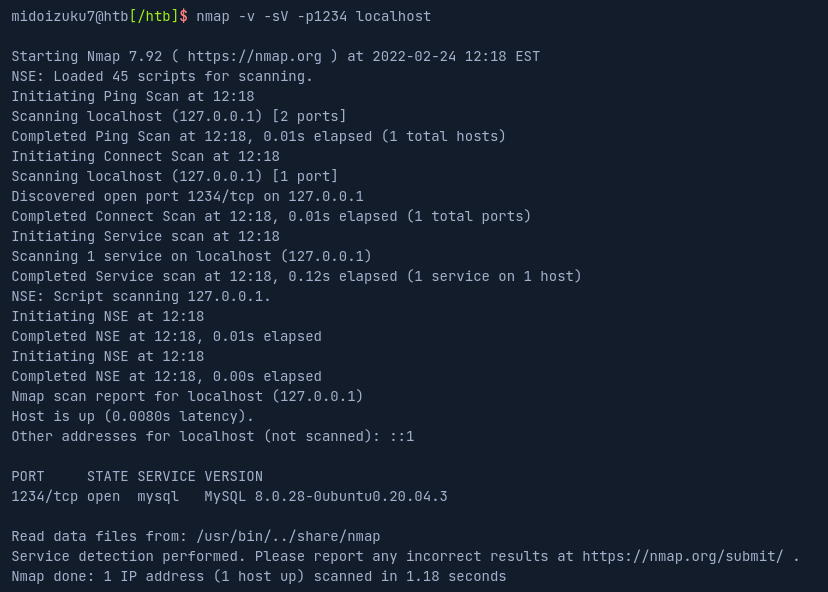 midoizuku7@htb[/htb]$ nmap -v -sV -p1234 localhost

Starting Nmap 7.92 ( https://nmap.org ) at 2022-02-24 12:18 EST
NSE: Loaded 45 scripts for scanning.
Initiating Ping Scan at 12:18
Scanning localhost (127.0.0.1) [2 ports]
Completed Ping Scan at 12:18, 0.01s elapsed (1 total hosts)
Initiating Connect Scan at 12:18
Scanning localhost (127.0.0.1) [1 port]
Discovered open port 1234/tcp on 127.0.0.1
Completed Connect Scan at 12:18, 0.01s elapsed (1 total ports)
Initiating Service scan at 12:18
Scanning 1 service on localhost (127.0.0.1)
Completed Service scan at 12:18, 0.12s elapsed (1 service on 1 host)
NSE: Script scanning 127.0.0.1.
Initiating NSE at 12:18
Completed NSE at 12:18, 0.01s elapsed
Initiating NSE at 12:18
Completed NSE at 12:18, 0.00s elapsed
Nmap scan report for localhost (127.0.0.1)
Host is up (0.0080s latency).
Other addresses for localhost (not scanned): ::1

PORT     STATE SERVICE VERSION
1234/tcp open  mysql   MySQL 8.0.28-0ubuntu0.20.04.3

Read data files from: /usr/bin/../share/nmap
Service detection performed. Please report any incorrect results at https://nmap.org/submit/ .
Nmap done: 1 IP address (1 host up) scanned in 1.18 seconds